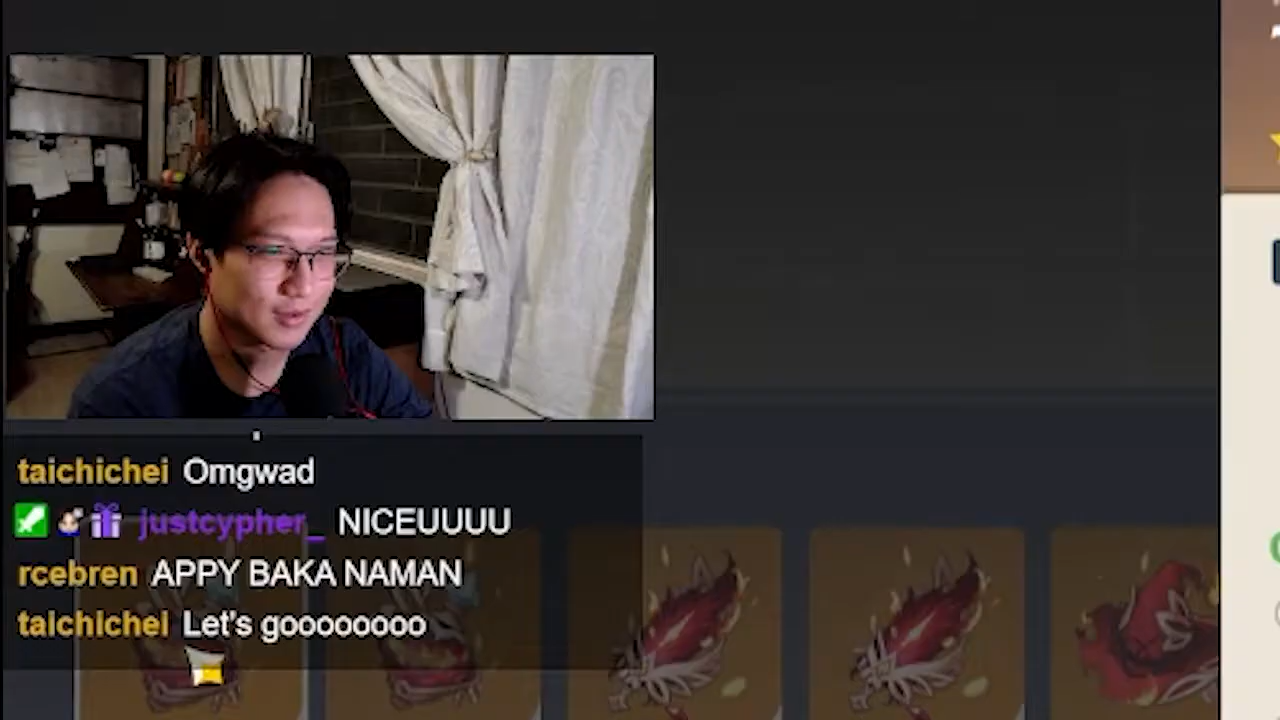 taichichei Omgwad
justcypher_ NICEUUUU
rcebren APPY BAKA NAMAN
taichichei Let's goooooooo